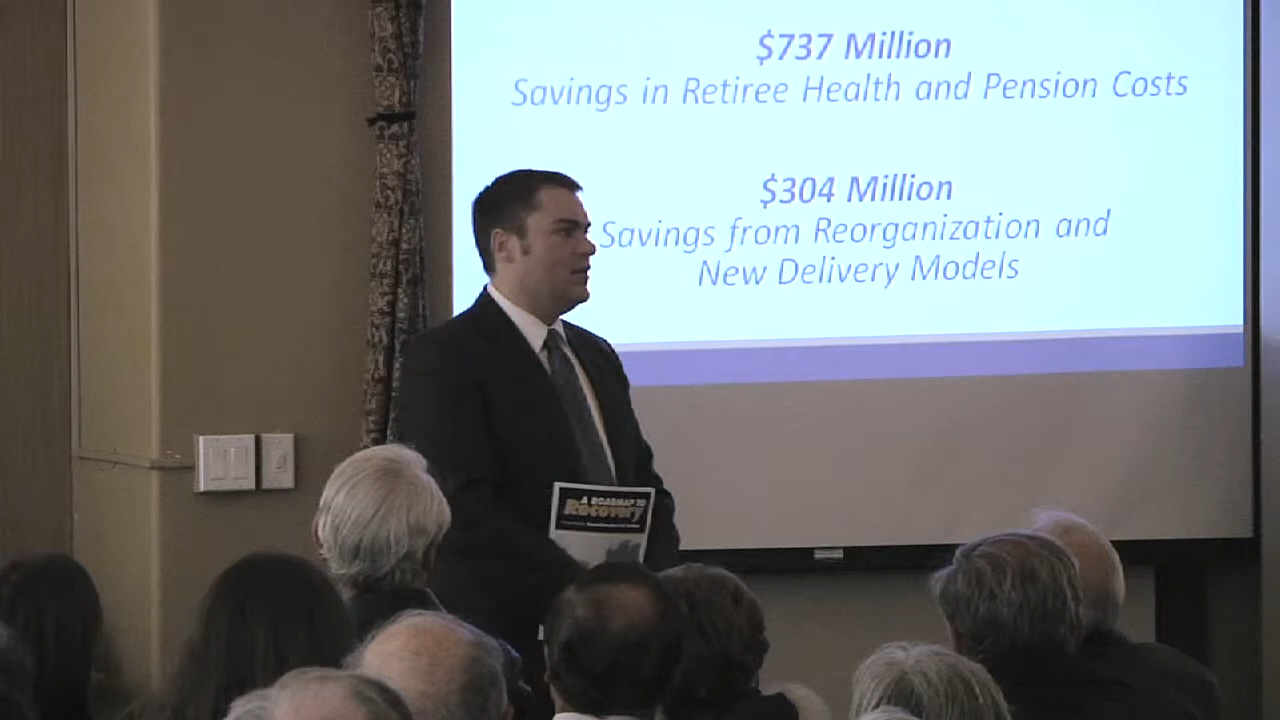 $737 Million
Savings in Retiree Health and Pension Costs
$304 Million
Savings from Reorganization and
New Delivery Models
A ROADMAP TO
Recovery